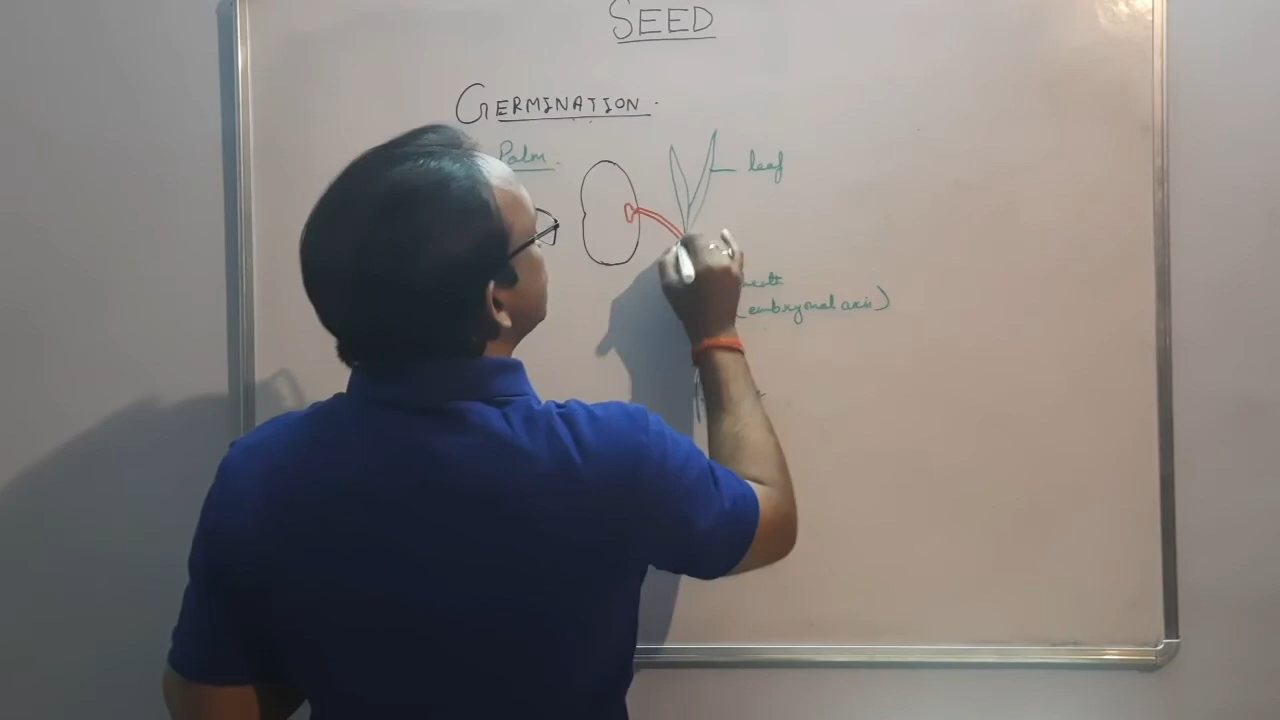 SEED
GERMINATION.
Palm.
leaf
(embryonal axis)